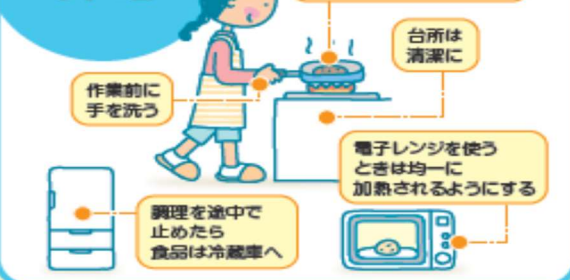 台所は
清潔に
作業前に
手を洗う
電子レンジを使う
ときは均一に
加熱されるようにする
調理を途中で
止めたら
食品は冷蔵庫へ